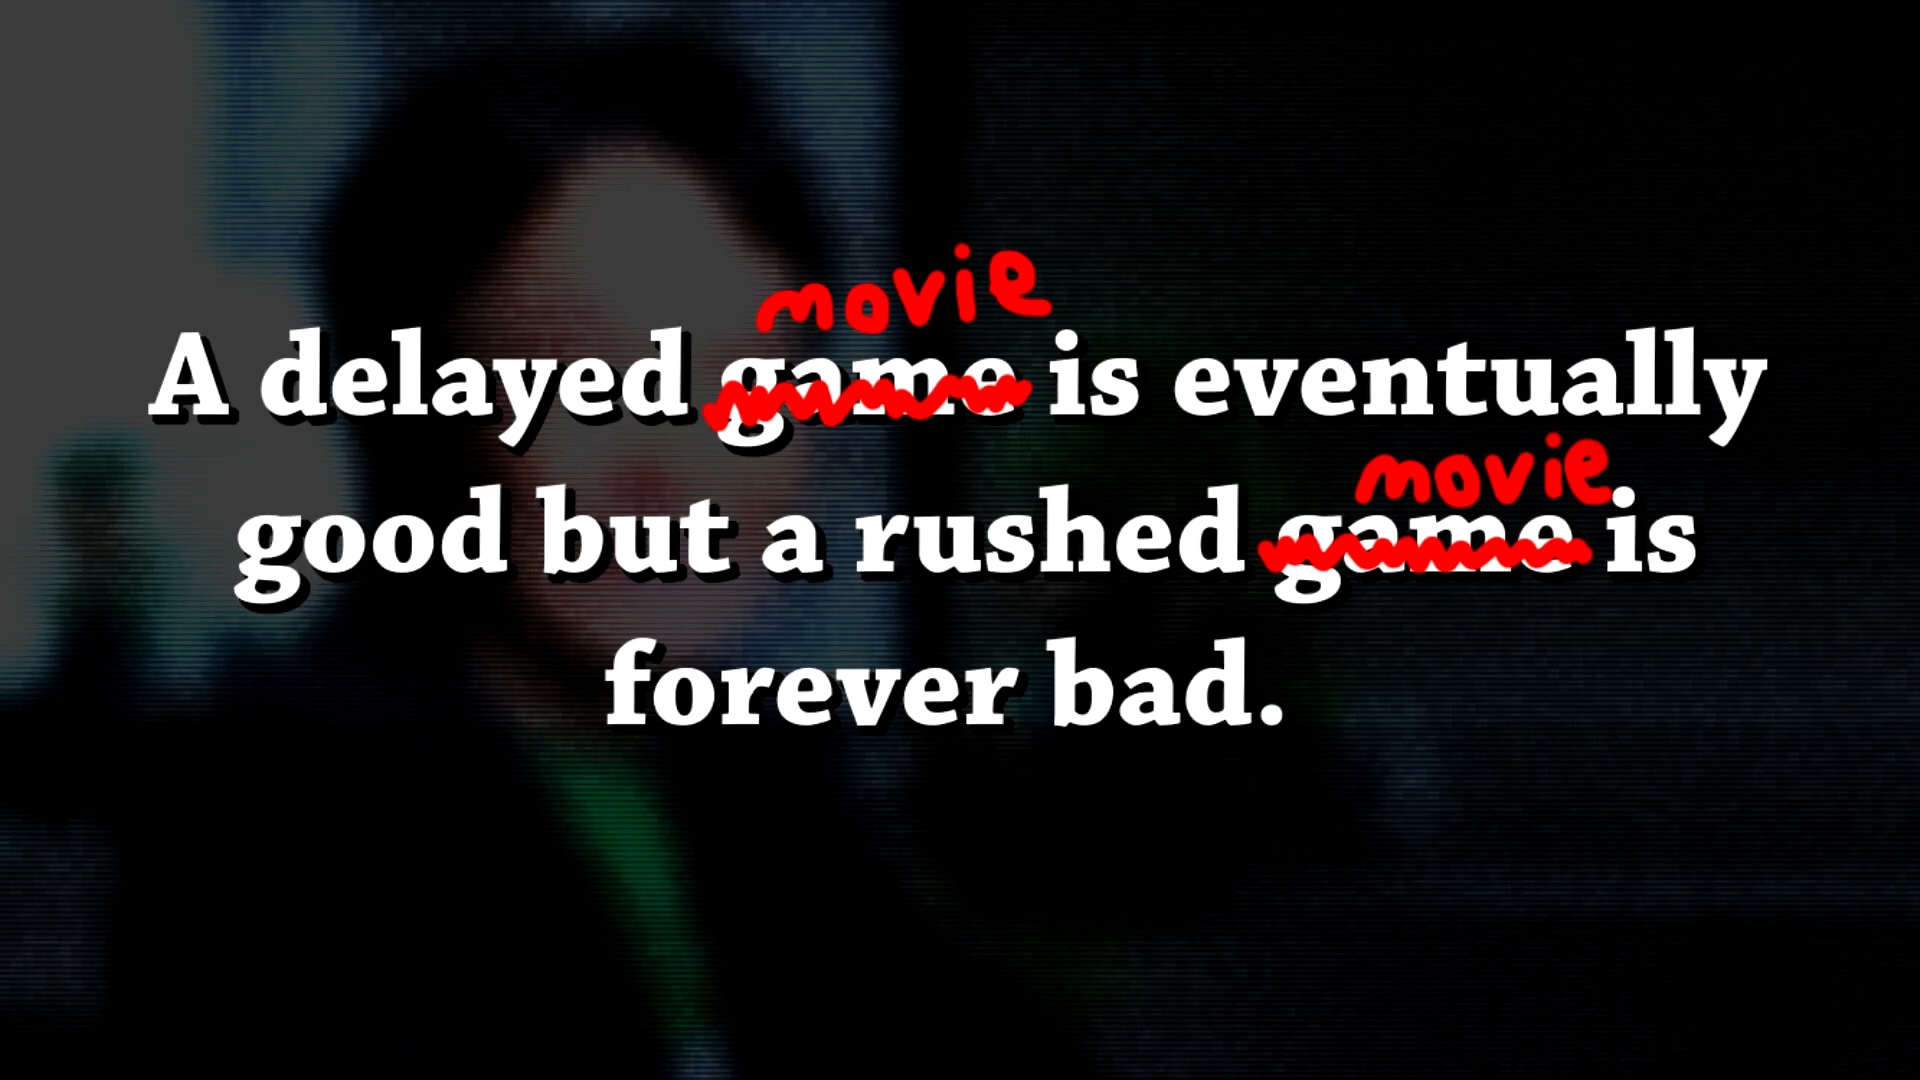 movie
A delayed game is eventually
movie
good but a rushed game is
forever bad.